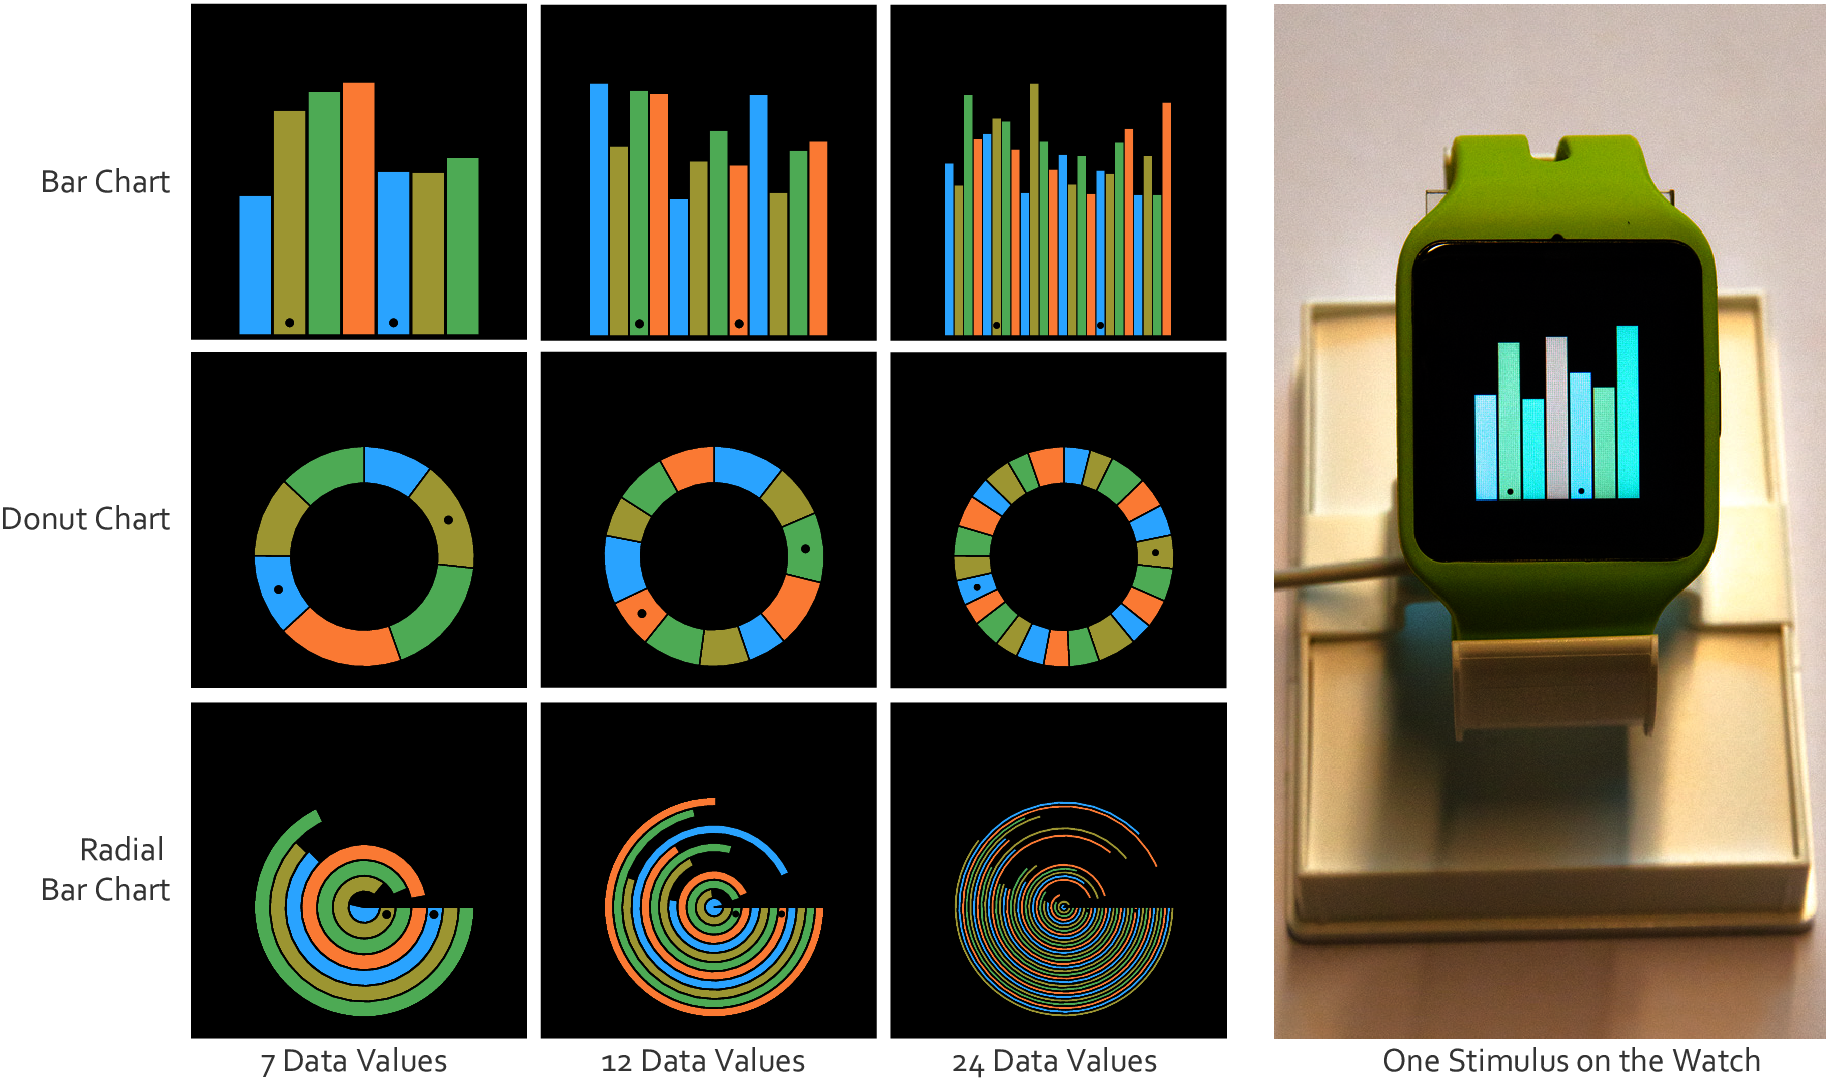 Bar Chart
Donut Chart
Radial
Bar Chart
7 Data Values
12 Data Values
24 Data Values
One Stimulus on the Watch